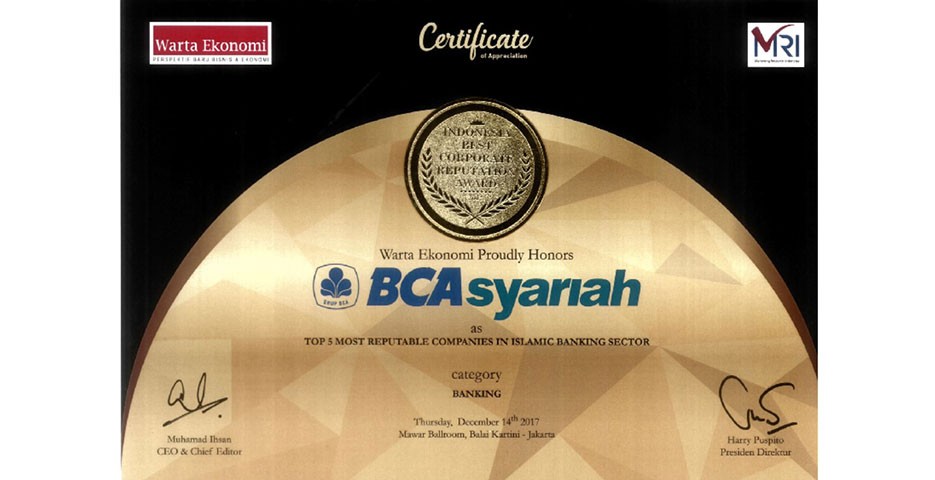 Warta Ekonomi
PERSPEKTIF BARU BISNIS & EKONOMI
Certificate
of Appreciation
MRI
INDONESIA
BEST
CORPORATE
REPUTATION
AWARD
Warta Ekonomi Proudly Honors
GRUP BCA
BCA syariah
as
TOP 5 MOST REPUTABLE COMPANIES IN ISLAMIC BANKING SECTOR
category
BANKING
Thursday, December 14th 2017
Mawar Ballroom, Balai Kartini - Jakarta
Muhamad Ihsan
CEO & Chief Editor
Harry Puspito
Presiden Direktur